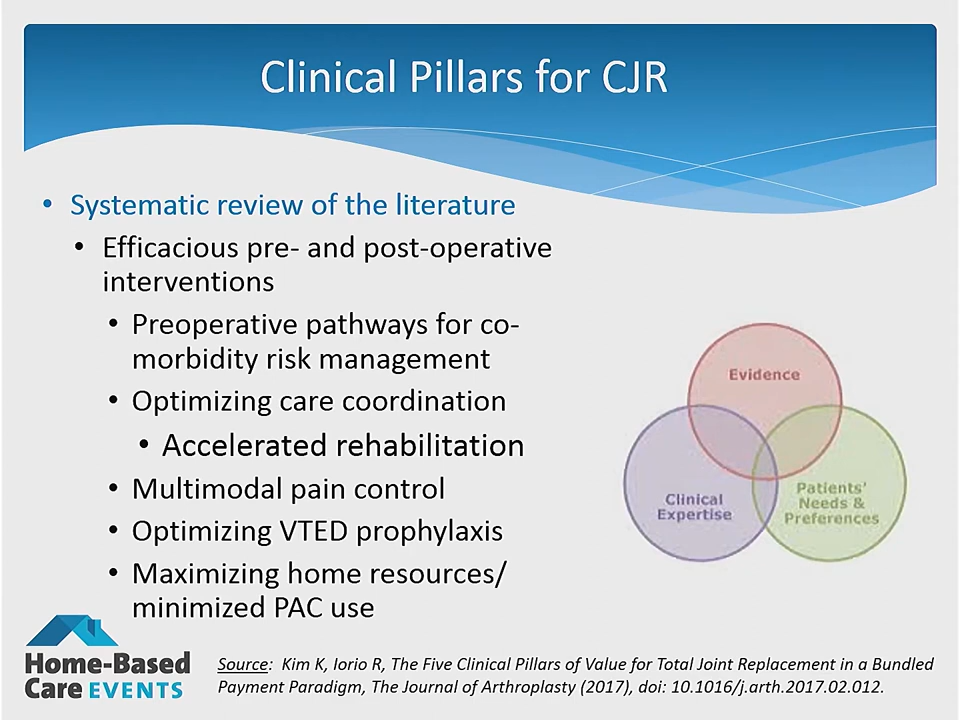 Clinical Pillars for CJR
• Systematic review of the literature
• Efficacious pre- and post-operative
interventions
• Preoperative pathways for co-
morbidity risk management
• Optimizing care coordination
• Accelerated rehabilitation
• Multimodal pain control
• Optimizing VTED prophylaxis
• Maximizing home resources/
minimized PAC use
Evidence
Clinical
Expertise
Patients'
Needs &
Preferences
Home-Based
Care EVENTS
Source: Kim K, Iorio R, The Five Clinical Pillars of Value for Total Joint Replacement in a Bundled
Payment Paradigm, The Journal of Arthroplasty (2017), doi: 10.1016/j.arth.2017.02.012.